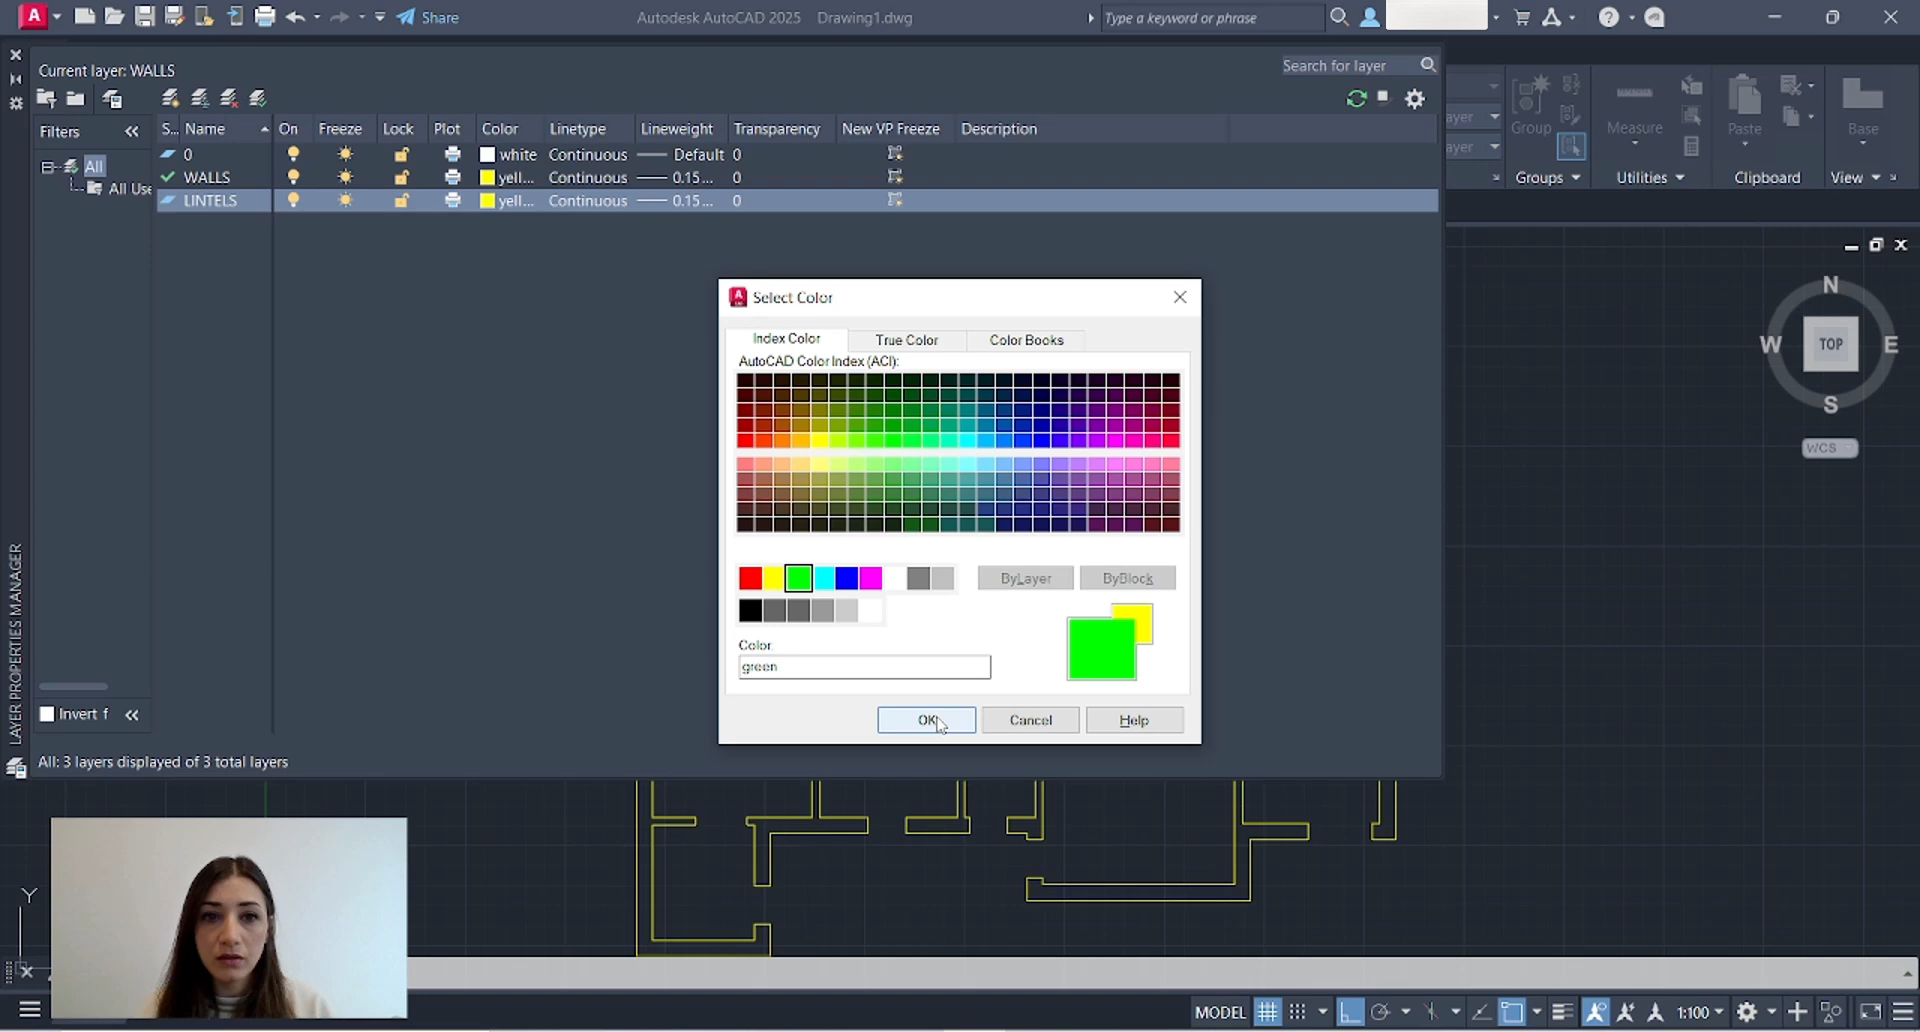 A Share Autodesk AutoCAD 2025 Drawing1.dwg Type a keyword or phrase
Current layer: WALLS Search for layer
Filters S... Name On Freeze Lock Plot Color Linetype Lineweight Transparency New VP Freeze Description
0 white Continuous Default 0
All WALLS yell... Continuous 0.15... 0
All Use LINTELS yell... Continuous 0.15... 0
ayer
ayer
Group Measure Paste Base
Groups Utilities Clipboard View
Select Color
Index Color True Color Color Books
AutoCAD Color Index (ACI):
ByLayer ByBlock
Color:
green
OK Cancel Help
Invert f
All: 3 layers displayed of 3 total layers
LAYER PROPERTIES MANAGER
N
W TOP E
S
WCS
Y
MODEL 1:100